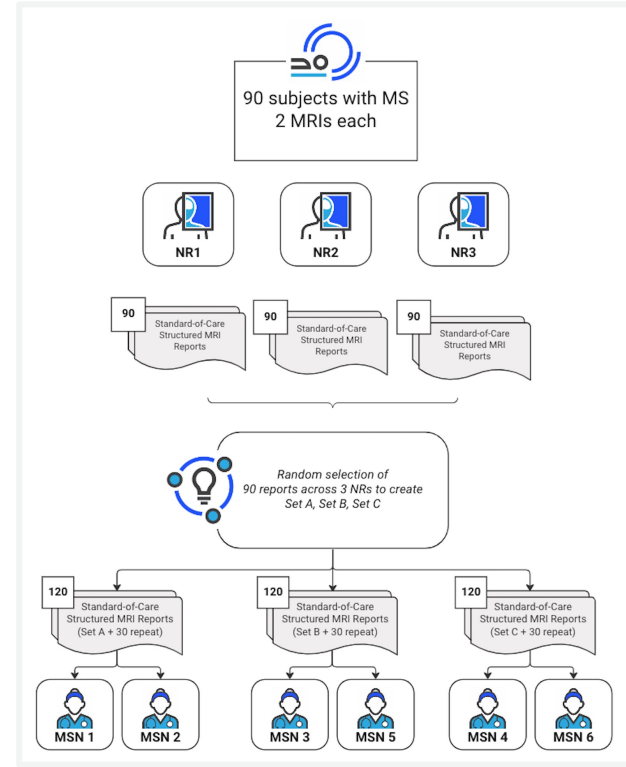 90 subjects with MS
2 MRIs each
NR1
NR2
NR3
90
Standard-of-Care
Structured MRI
Reports
90
Standard-of-Care
Structured MRI
Reports
90
Standard-of-Care
Structured MRI
Reports
Random selection of
90 reports across 3 NRs to create
Set A, Set B, Set C
120
Standard-of-Care
Structured MRI Reports
(Set A + 30 repeat)
120
Standard-of-Care
Structured MRI Reports
(Set B + 30 repeat)
120
Standard-of-Care
Structured MRI Reports
(Set C + 30 repeat)
MSN 1
MSN 2
MSN 3
MSN 5
MSN 4
MSN 6